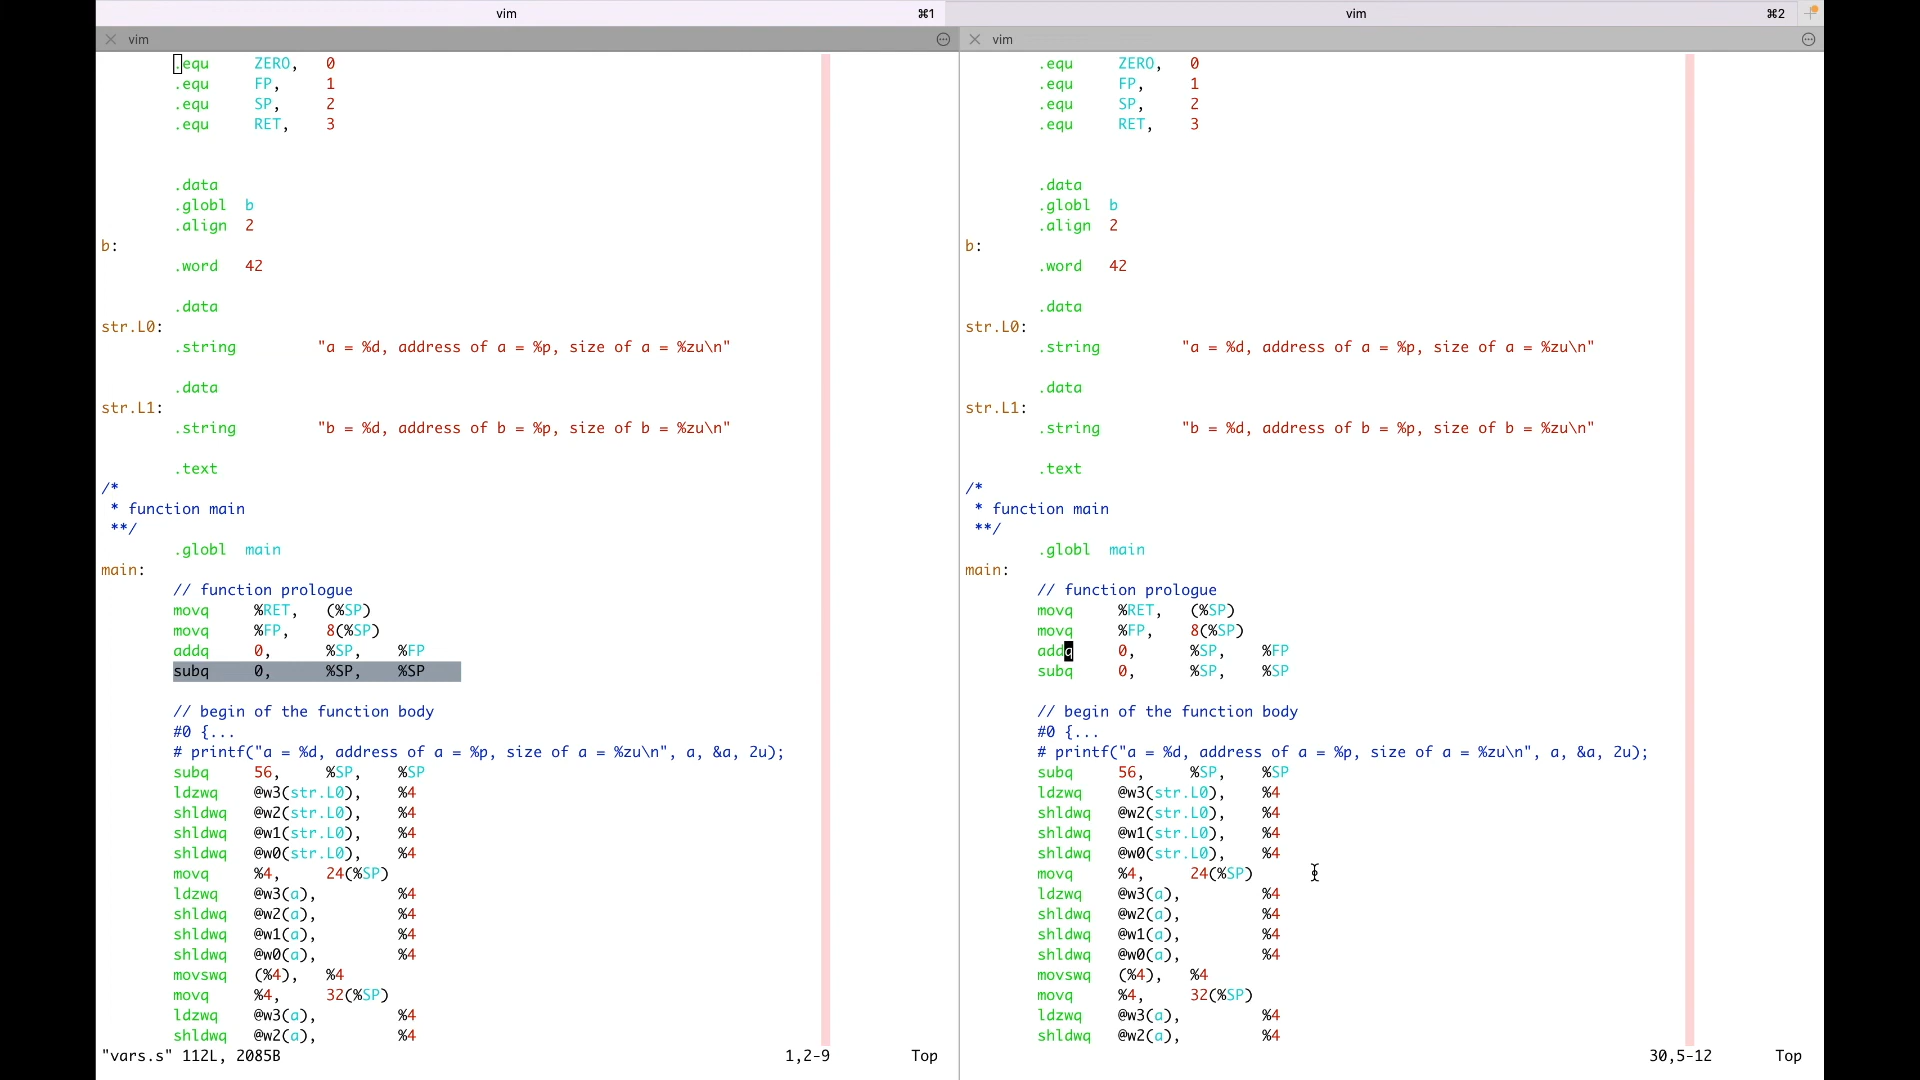 vim ⌘1
vim ⌘2
vim
.equ ZERO, 0
.equ FP, 1
.equ SP, 2
.equ RET, 3
.data
.globl b
.align 2
b:
.word 42
.data
str.L0:
.string "a = %d, address of a = %p, size of a = %zu\n"
.data
str.L1:
.string "b = %d, address of b = %p, size of b = %zu\n"
.text
/*
* function main
**/
.globl main
main:
// function prologue
movq %RET, (%SP)
movq %FP, 8(%SP)
addq 0, %SP, %FP
subq 0, %SP, %SP
// begin of the function body
#0 {...
# printf("a = %d, address of a = %p, size of a = %zu\n", a, &a, 2u);
subq 56, %SP, %SP
ldzwq @w3(str.L0), %4
shldwq @w2(str.L0), %4
shldwq @w1(str.L0), %4
shldwq @w0(str.L0), %4
movq %4, 24(%SP)
ldzwq @w3(a), %4
shldwq @w2(a), %4
shldwq @w1(a), %4
shldwq @w0(a), %4
movswq (%4), %4
movq %4, 32(%SP)
ldzwq @w3(a), %4
shldwq @w2(a), %4
"vars.s" 112L, 2085B 1,2-9 Top
vim
.equ ZERO, 0
.equ FP, 1
.equ SP, 2
.equ RET, 3
.data
.globl b
.align 2
b:
.word 42
.data
str.L0:
.string "a = %d, address of a = %p, size of a = %zu\n"
.data
str.L1:
.string "b = %d, address of b = %p, size of b = %zu\n"
.text
/*
* function main
**/
.globl main
main:
// function prologue
movq %RET, (%SP)
movq %FP, 8(%SP)
addq 0, %SP, %FP
subq 0, %SP, %SP
// begin of the function body
#0 {...
# printf("a = %d, address of a = %p, size of a = %zu\n", a, &a, 2u);
subq 56, %SP, %SP
ldzwq @w3(str.L0), %4
shldwq @w2(str.L0), %4
shldwq @w1(str.L0), %4
shldwq @w0(str.L0), %4
movq %4, 24(%SP)
ldzwq @w3(a), %4
shldwq @w2(a), %4
shldwq @w1(a), %4
shldwq @w0(a), %4
movswq (%4), %4
movq %4, 32(%SP)
ldzwq @w3(a), %4
shldwq @w2(a), %4
30,5-12 Top